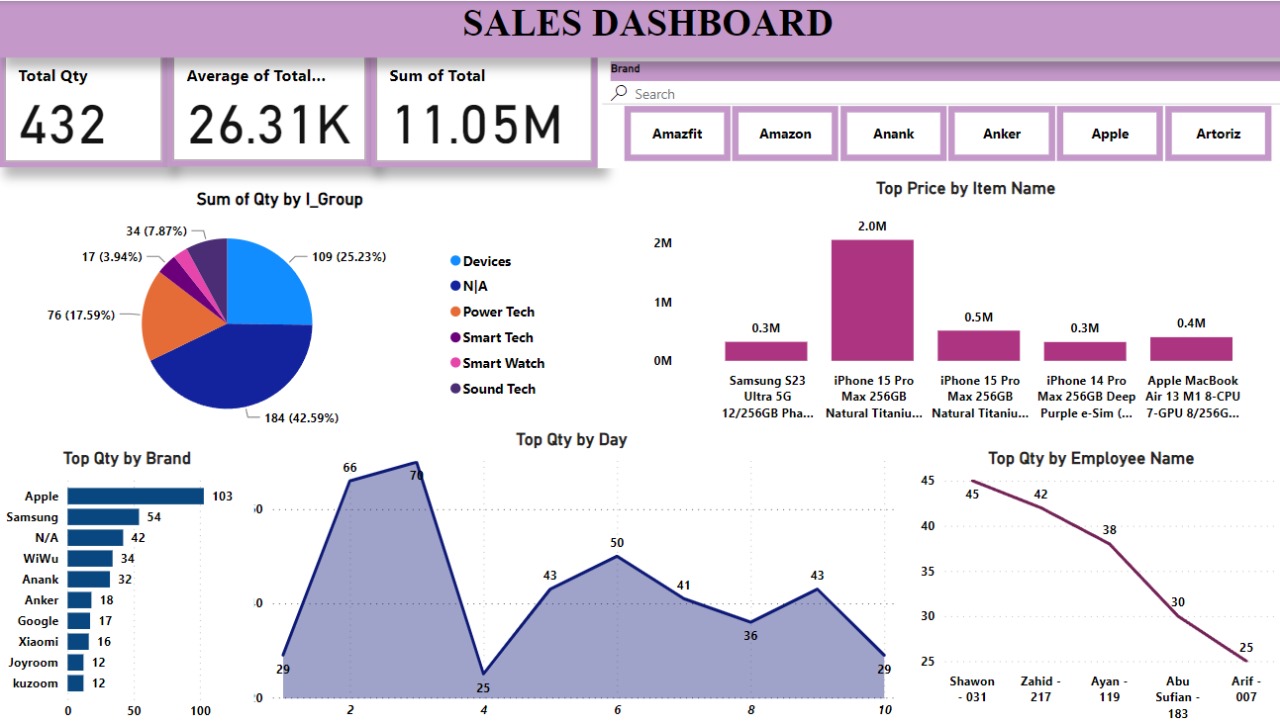 SALES DASHBOARD
Total Qty
432
Average of Total...
26.31K
Sum of Total
11.05M
Brand
Search
Amazfit
Amazon
Anank
Anker
Apple
Artoriz
Sum of Qty by I_Group
34 (7.87%)
17 (3.94%)
76 (17.59%)
109 (25.23%)
184 (42.59%)
Devices
N|A
Power Tech
Smart Tech
Smart Watch
Sound Tech
Top Price by Item Name
2M
1M
0M
0.3M
2.0M
0.5M
0.3M
0.4M
Samsung S23
Ultra 5G
12/256GB Pha...
iPhone 15 Pro
Max 256GB
Natural Titaniu...
iPhone 15 Pro
Max 256GB
Natural Titaniu...
iPhone 14 Pro
Max 256GB Deep
Purple e-Sim (...
Apple MacBook
Air 13 M1 8-CPU
7-GPU 8/256G...
Top Qty by Brand
Apple 103
Samsung 54
N/A 42
WiWu 34
Anank 32
Anker 18
Google 17
Xiaomi 16
Joyroom 12
kuzoom 12
0 50 100
Top Qty by Day
29
66
70
25
43
50
41
36
43
29
2 4 6 8 10
Top Qty by Employee Name
45
40
35
30
25
45
42
38
30
25
Shawon
- 031
Zahid -
217
Ayan -
119
Abu
Sufian -
183
Arif -
007